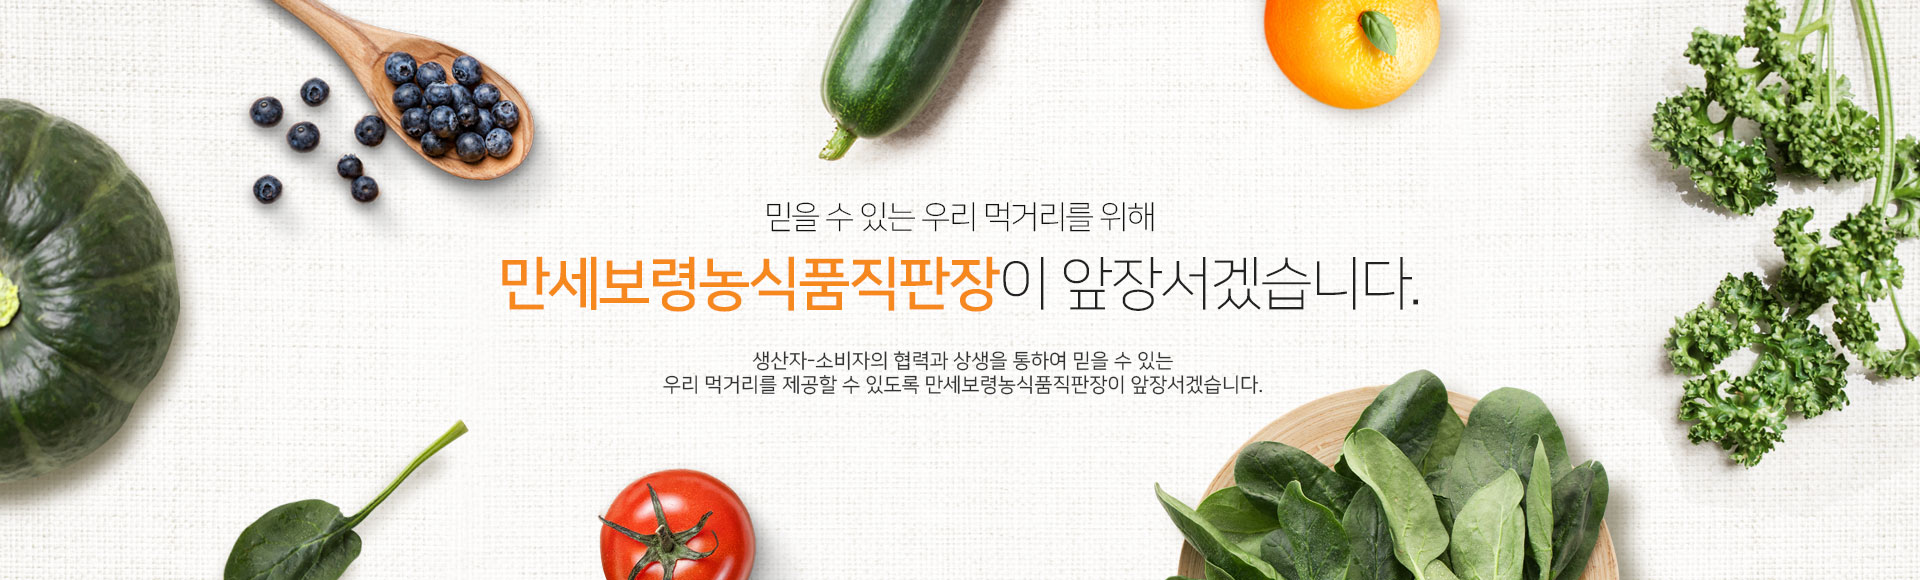 믿을 수 있는 우리 먹거리를 위해
만세보령농식품직판장이 앞장서겠습니다.
생산자-소비자의 협력과 상생을 통하여 믿을 수 있는
우리 먹거리를 제공할 수 있도록 만세보령농식품직판장이 앞장서겠습니다.